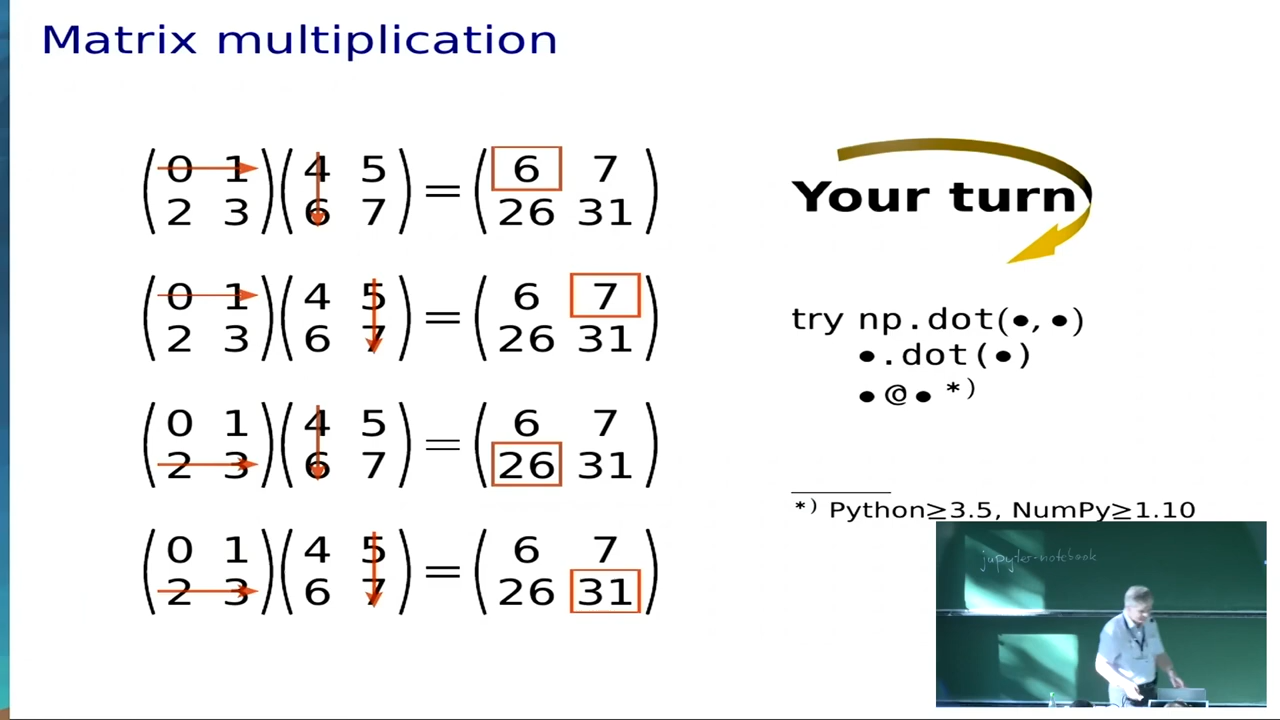 Matrix multiplication
0 1 4 5 = 6 7
2 3 6 7 26 31
0 1 4 5 = 6 7
2 3 6 7 26 31
0 1 4 5 = 6 7
2 3 6 7 26 31
0 1 4 5 = 6 7
2 3 6 7 26 31
Your turn
try np.dot(•,•)
•.dot(•)
•@• *)
*) Python≥3.5, NumPy≥1.10
jupyter-notebook